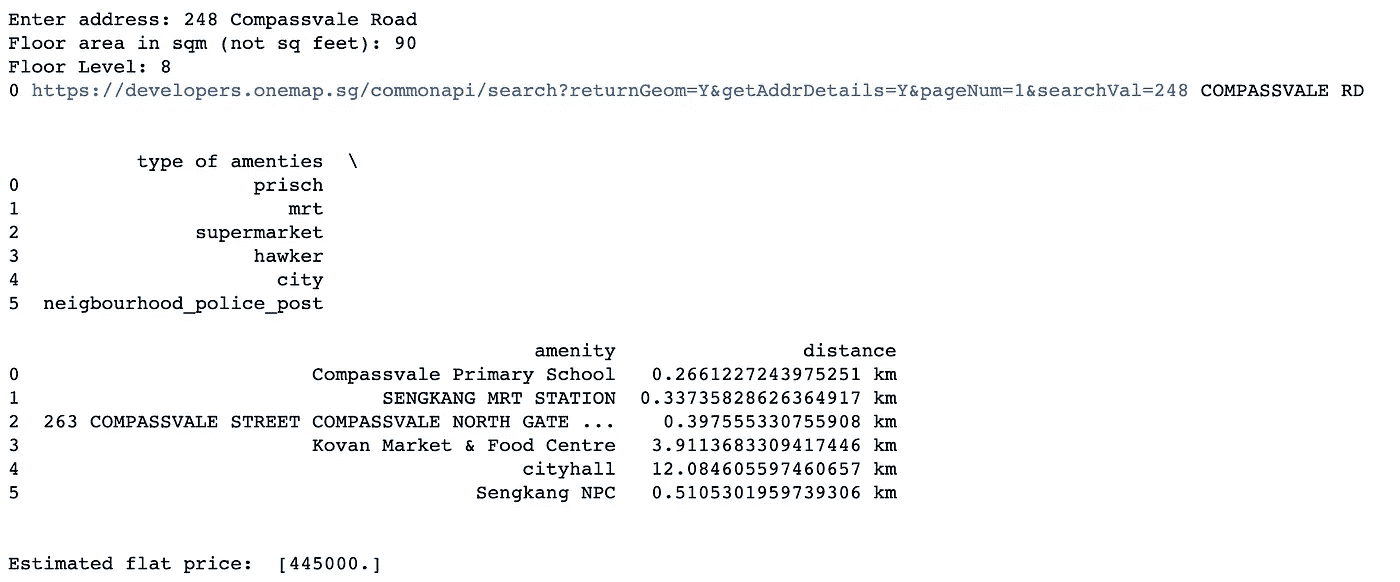 Enter address: 248 Compassvale Road
Floor area in sqm (not sq feet): 90
Floor Level: 8
0 https://developers.onemap.sg/commonapi/search?returnGeom=Y&getAddrDetails=Y&pageNum=1&searchVal=248 COMPASSVALE RD
type of amenties \
0 prisch
1 mrt
2 supermarket
3 hawker
4 city
5 neigbourhood_police_post
amenity distance
0 Compassvale Primary School 0.2661227243975251 km
1 SENGKANG MRT STATION 0.33735828626364917 km
2 263 COMPASSVALE STREET COMPASSVALE NORTH GATE ... 0.397555330755908 km
3 Kovan Market & Food Centre 3.9113683309417446 km
4 cityhall 12.084605597460657 km
5 Sengkang NPC 0.5105301959739306 km
Estimated flat price: [445000.]